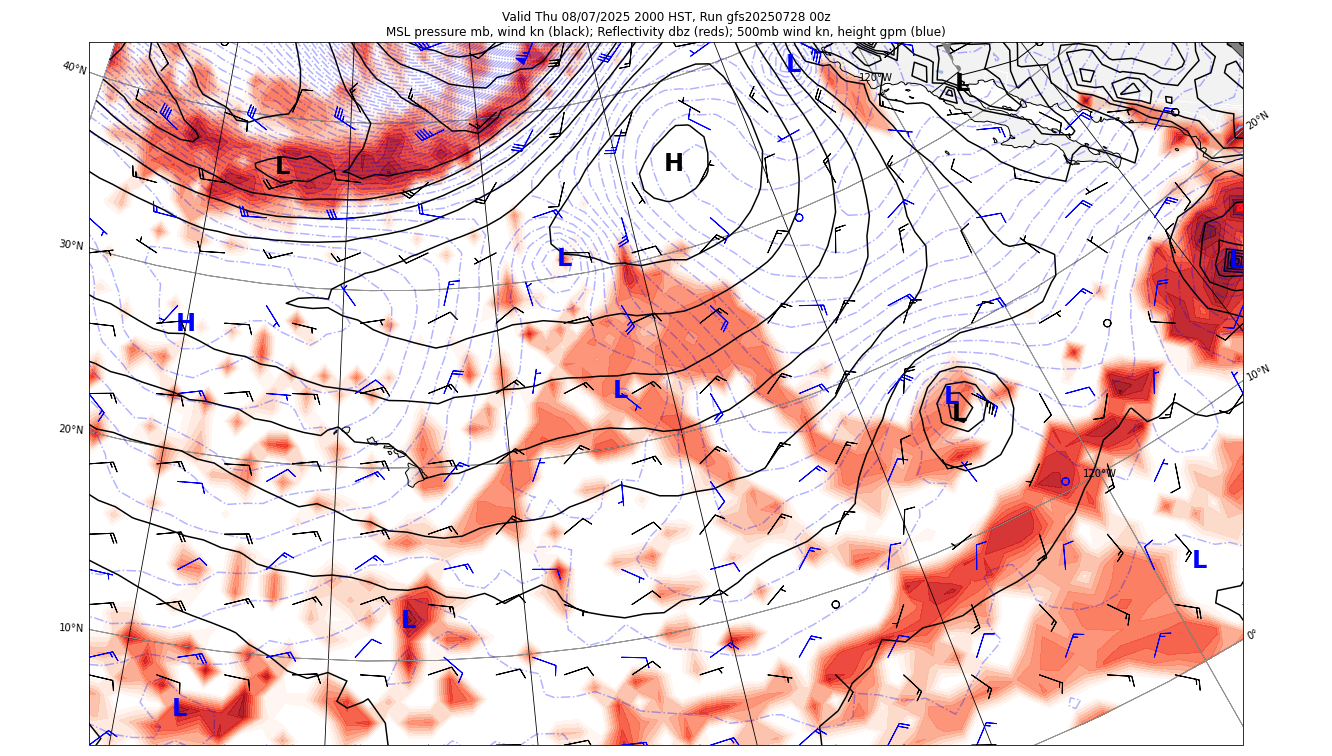 Valid Thu 08/07/2025 2000 HST, Run gfs20250728 00z
MSL pressure mb, wind kn (black); Reflectivity dbz (reds); 500mb wind kn, height gpm (blue)
40°N
L
120°W
L
20°N
H
L
30°N
L
L
H
10°N
L
L
L
20°N
120°W
L
L
10°N
0°
L